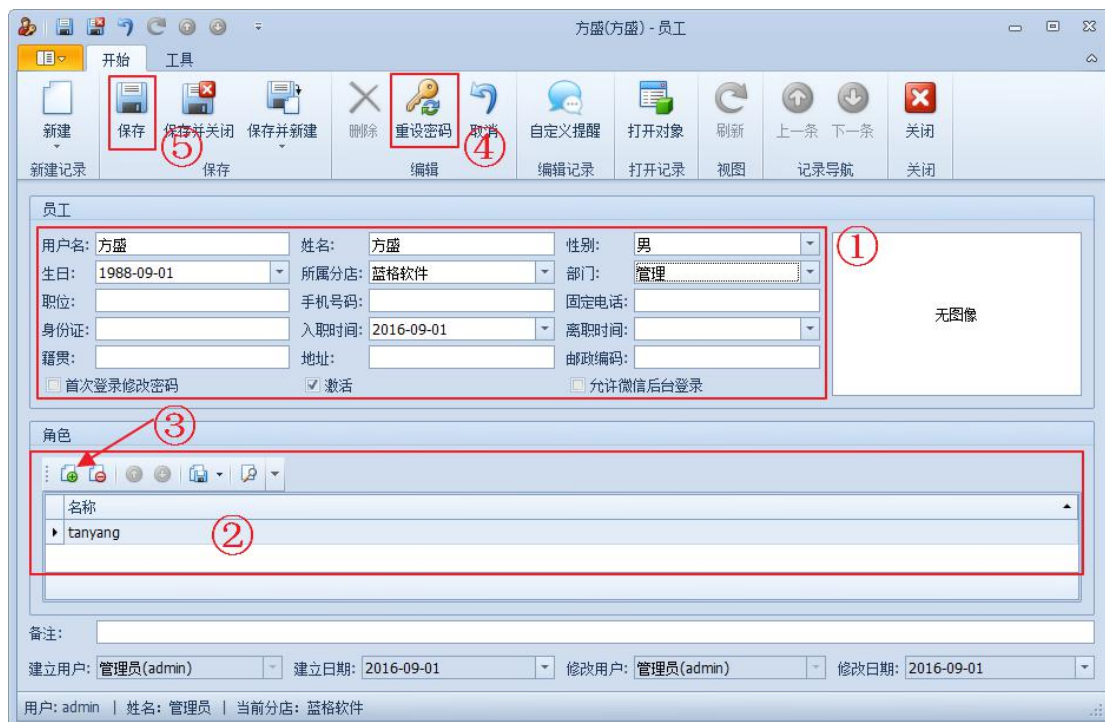 方盛(方盛) - 员工
开始 工具
新建 保存 保存并关闭 保存并新建 删除 重设密码 取消 自定义提醒 打开对象 刷新 上一条 下一条 关闭
⑤ ④
新建记录 保存 编辑 编辑记录 打开记录 视图 记录导航 关闭
员工
用户名: 方盛 姓名: 方盛 性别: 男 ①
生日: 1988-09-01 所属分店: 蓝格软件 部门: 管理
职位: 手机号码: 固定电话:
无图像
身份证: 入职时间: 2016-09-01 离职时间:
籍贯: 地址: 邮政编码:
首次登录修改密码 激活 允许微信后台登录
③
角色
名称
tanyang ②
备注:
建立用户: 管理员(admin) 建立日期: 2016-09-01 修改用户: 管理员(admin) 修改日期: 2016-09-01
用户: admin | 姓名: 管理员 | 当前分店: 蓝格软件